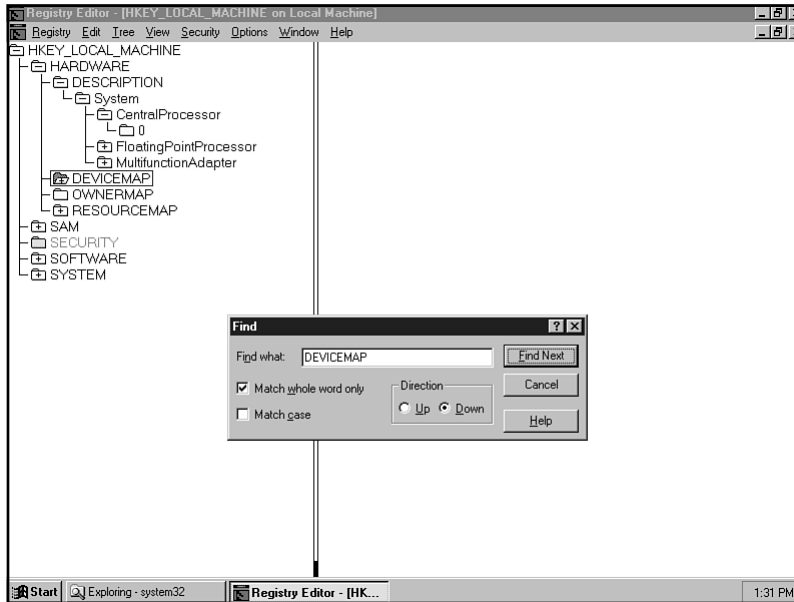 Registry Editor - [HKEY_LOCAL_MACHINE on Local Machine]
Registry Edit Tree View Security Options Window Help
HKEY_LOCAL_MACHINE
HARDWARE
DESCRIPTION
System
CentralProcessor
0
FloatingPointProcessor
MultifunctionAdapter
DEVICEMAP
OWNERMAP
RESOURCEMAP
SAM
SECURITY
SOFTWARE
SYSTEM
Find
Find what: DEVICEMAP Find Next
Match whole word only Direction Cancel
Match case Up Down Help
Start Exploring - system32 Registry Editor - [HK... 1:31 PM